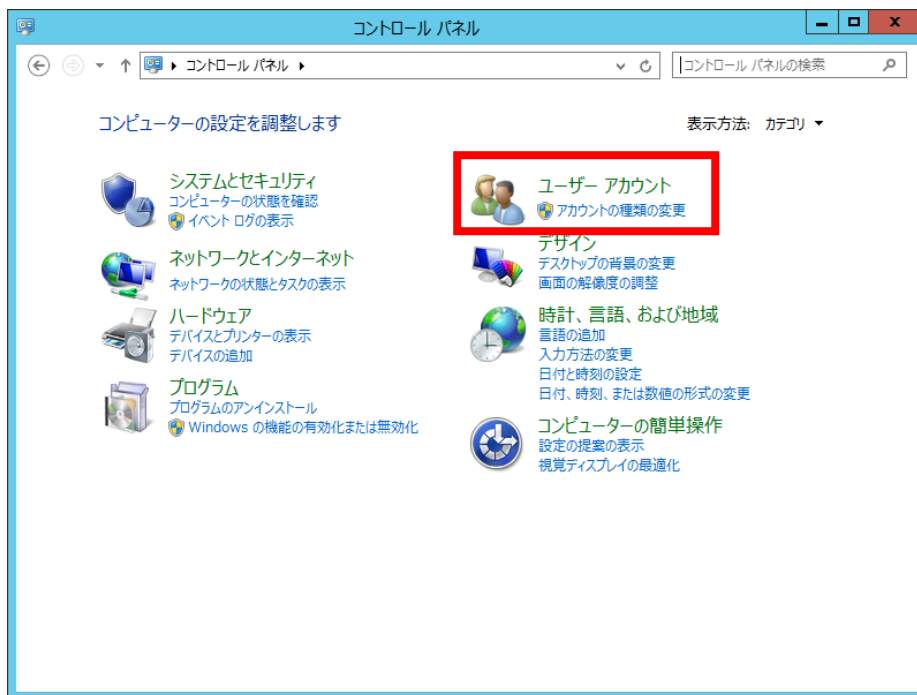 コントロール パネル
コントロール パネル
コントロール パネルの検索
コンピューターの設定を調整します
表示方法: カテゴリ
システムとセキュリティ
コンピューターの状態を確認
イベント ログの表示
ネットワークとインターネット
ネットワークの状態とタスクの表示
ハードウェア
デバイスとプリンターの表示
デバイスの追加
プログラム
プログラムのアンインストール
Windows の機能の有効化または無効化
ユーザー アカウント
アカウントの種類の変更
デザイン
デスクトップの背景の変更
画面の解像度の調整
時計、言語、および地域
言語の追加
入力方法の変更
日付と時刻の設定
日付、時刻、または数値の形式の変更
コンピューターの簡単操作
設定の提案の表示
視覚ディスプレイの最適化